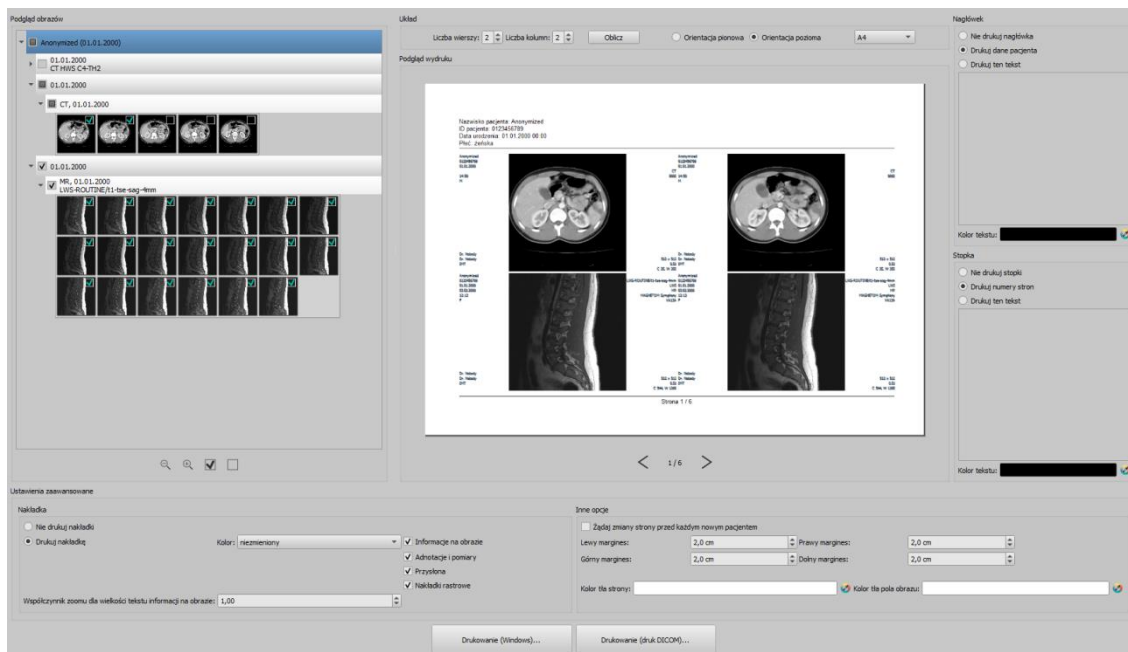 Podgląd obrazów
Anonymized (01.01.2000)
01.01.2000
CT HWS C4-TH2
01.01.2000
CT, 01.01.2000
01.01.2000
MR, 01.01.2000
LWS-ROUTINE/t1-tse-sag-4mm
Układ
Liczba wierszy: 2 Liczba kolumn: 2 Oblicz Orientacja pionowa Orientacja pozioma A4
Podgląd wydruku
Nazwisko pacjenta: Anonymized
ID pacjenta: 0123456789
Data urodzenia: 01.01.2000 00:00
Płeć: żeńska
Strona 1 / 6
1 / 6
Nagłówek
Nie drukuj nagłówka
Drukuj dane pacjenta
Drukuj ten tekst
Kolor tekstu:
Stopka
Nie drukuj stopki
Drukuj numery stron
Drukuj ten tekst
Kolor tekstu:
Ustawienia zaawansowane
Nakładka
Nie drukuj nakładki
Drukuj nakładkę Kolor: niezmieniony Informacje na obrazie
Adnotacje i pomiary
Przysłona
Nakładki rastrowe
Współczynnik zoomu dla wielkości tekstu informacji na obrazie: 1,00
Inne opcje
Żądaj zmiany strony przed każdym nowym pacjentem
Lewy margines: 2,0 cm Prawy margines: 2,0 cm
Górny margines: 2,0 cm Dolny margines: 2,0 cm
Kolor tła strony: Kolor tła pola obrazu:
Drukowanie (Windows)... Drukowanie (druk DICOM)...